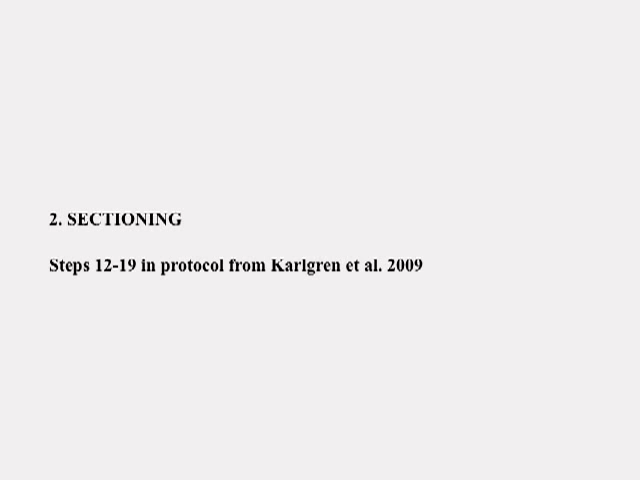 2. SECTIONING
Steps 12-19 in protocol from Karlgren et al. 2009